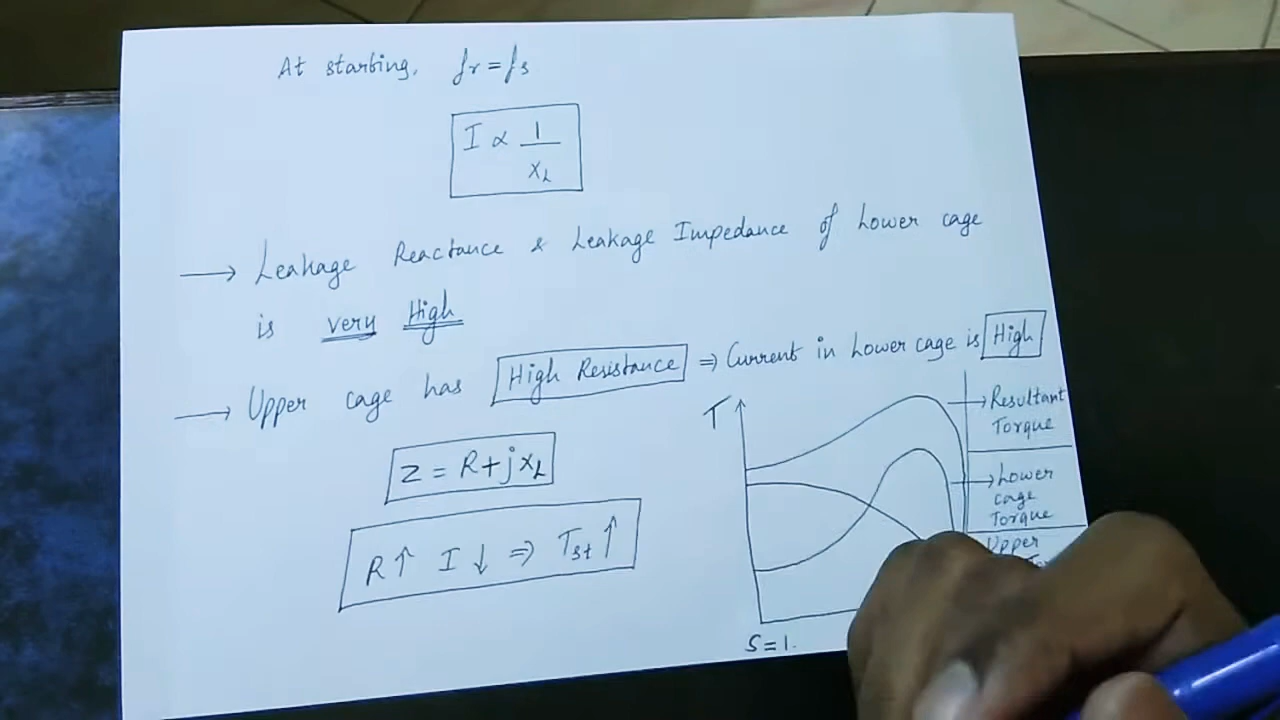 At starting, fr = fs
I ∝ 1/XL
→ Leakage Reactance & Leakage Impedance of Lower cage
is very High
→ Upper cage has High Resistance ⇒ Current in Lower cage is High
Z = R + jXL
R↑ I↓ ⇒ Tst↑
T
→ Resultant
Torque
→ Lower
cage
Torque
Upper
S=1.